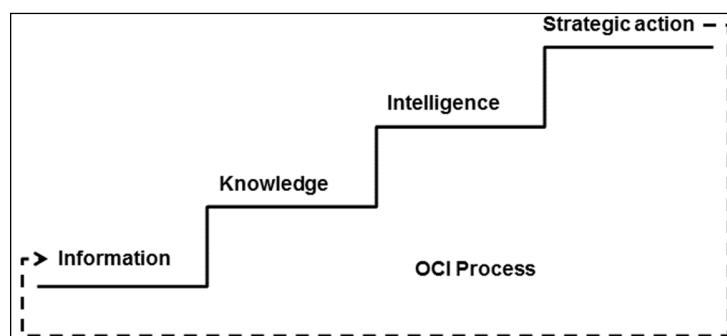 Strategic action
Intelligence
Knowledge
Information
OCI Process